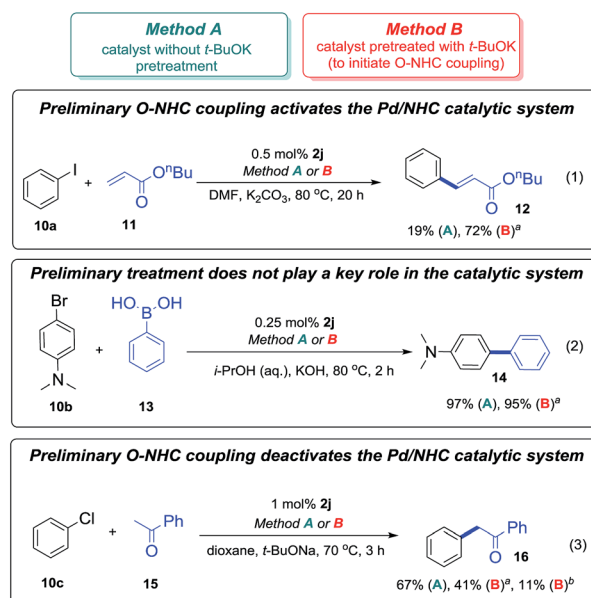 Method A
catalyst without t-BuOK
pretreatment
Method B
catalyst pretreated with t-BuOK
(to initiate O-NHC coupling)
Preliminary O-NHC coupling activates the Pd/NHC catalytic system
I
10a
+
OⁿBu
O
11
0.5 mol% 2j
Method A or B
DMF, K₂CO₃, 80 °C, 20 h
OⁿBu
O
12
19% (A), 72% (B)ᵃ
(1)
Preliminary treatment does not play a key role in the catalytic system
Br
N
10b
+
HO OH
B
13
0.25 mol% 2j
Method A or B
i-PrOH (aq.), KOH, 80 °C, 2 h
N
14
97% (A), 95% (B)ᵃ
(2)
Preliminary O-NHC coupling deactivates the Pd/NHC catalytic system
Cl
10c
+
Ph
O
15
1 mol% 2j
Method A or B
dioxane, t-BuONa, 70 °C, 3 h
Ph
O
16
67% (A), 41% (B)ᵃ, 11% (B)ᵇ
(3)